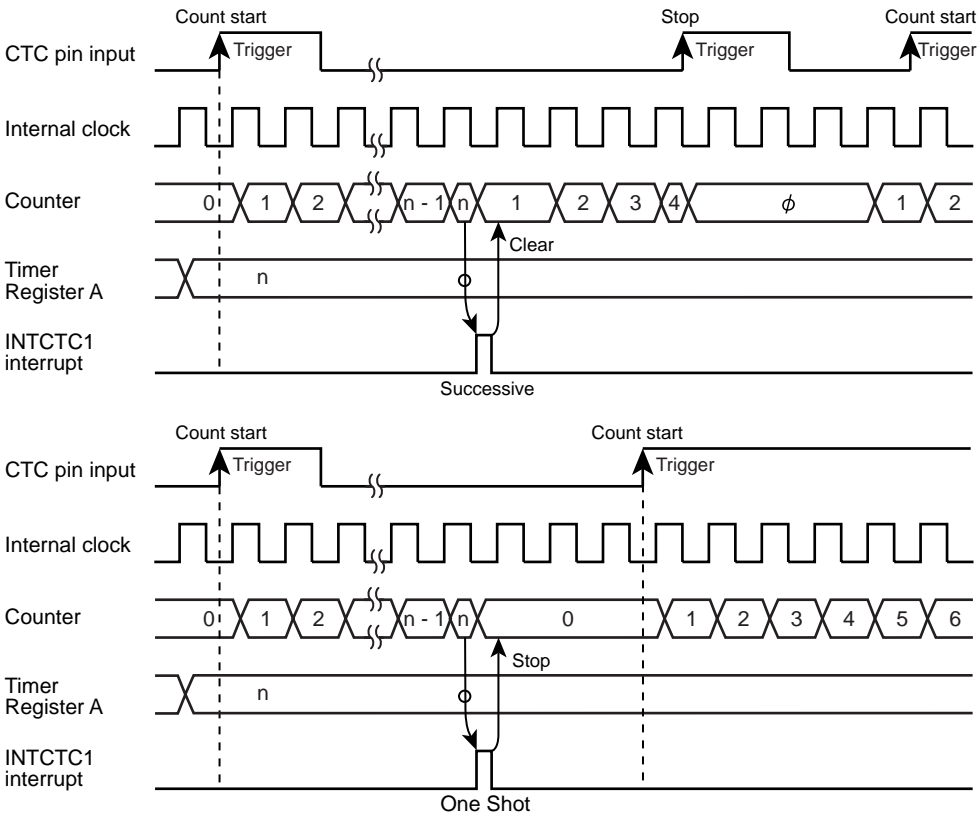 Count start Stop Count start
CTC pin input Trigger Trigger Trigger
Internal clock
Counter 0 1 2 n - 1 n 1 2 3 4 ϕ 1 2
Clear
Timer
Register A n
INTCTC1
interrupt
Successive
Count start Count start
CTC pin input Trigger Trigger
Internal clock
Counter 0 1 2 n - 1 n 0 1 2 3 4 5 6
Stop
Timer
Register A n
INTCTC1
interrupt
One Shot